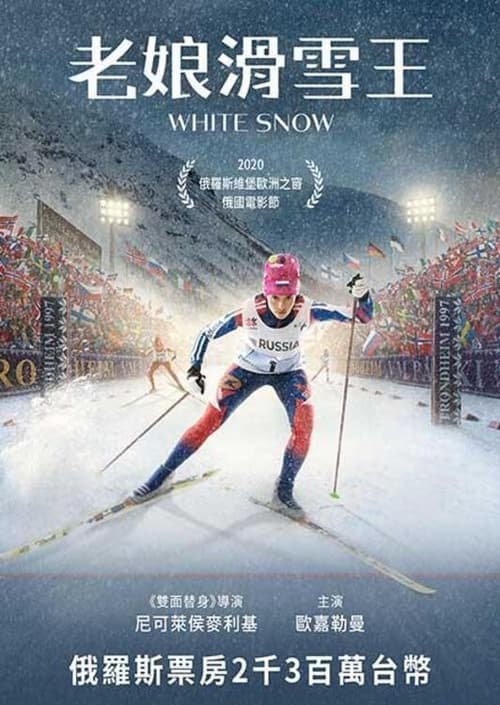 老娘滑雪王
WHITE SNOW
2020
俄羅斯維堡歐洲之窗
俄國電影節
TRONDHEIM 1997
TRONDHEIM 1997
RUSSIA
1
《雙面替身》導演 主演
尼可萊侯麥利基 歐嘉勒曼
俄羅斯票房2千3百萬台幣